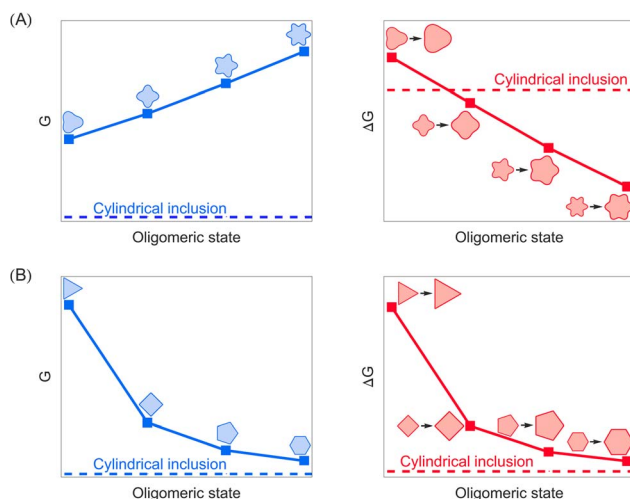 (A)
G
Cylindrical inclusion
Oligomeric state
ΔG
Cylindrical inclusion
Oligomeric state
(B)
G
Cylindrical inclusion
Oligomeric state
ΔG
Cylindrical inclusion
Oligomeric state